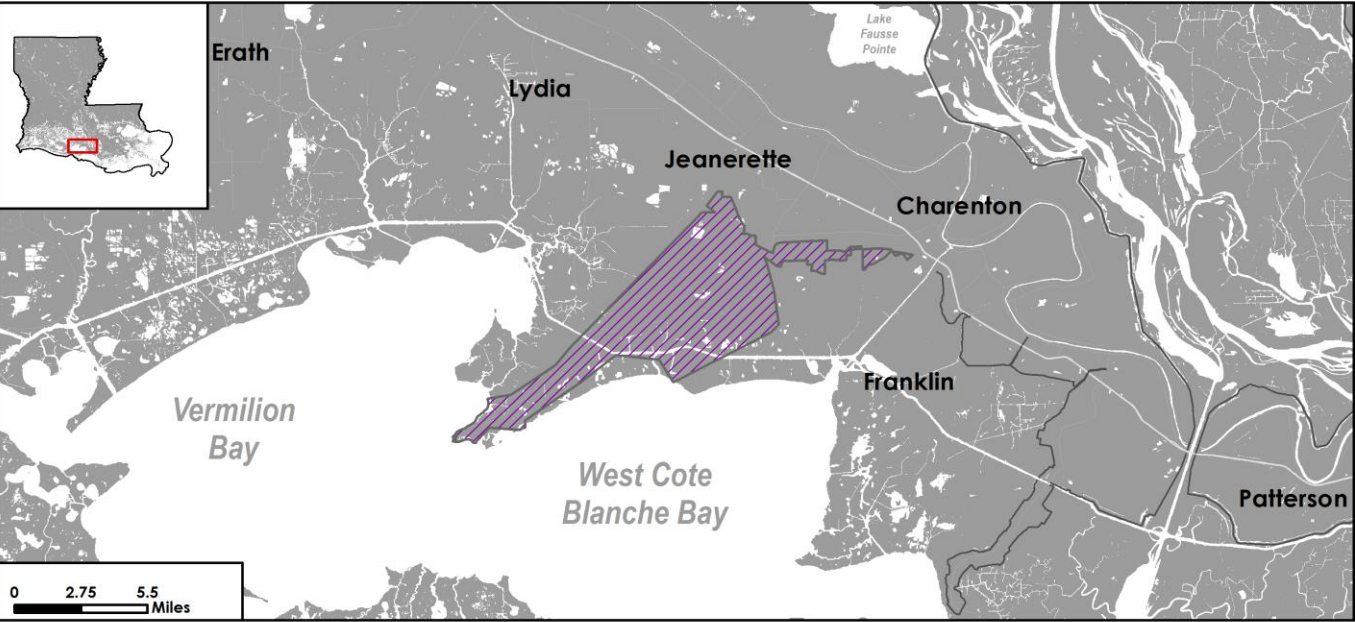 Lake
Fausse
Pointe
Erath
Lydia
Jeanerette
Charenton
Franklin
Vermilion
Bay
West Cote
Blanche Bay
Patterson
0 2.75 5.5
Miles